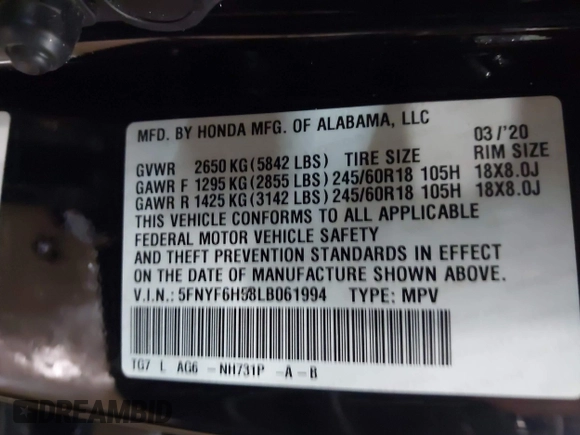 MFD. BY HONDA MFG. OF ALABAMA, LLC 03/'20
GVWR 2650 KG (5842 LBS) TIRE SIZE RIM SIZE
GAWR F 1295 KG (2855 LBS) 245/60R18 105H 18X8.0J
GAWR R 1425 KG (3142 LBS) 245/60R18 105H 18X8.0J
THIS VEHICLE CONFORMS TO ALL APPLICABLE
FEDERAL MOTOR VEHICLE SAFETY
AND THEFT PREVENTION STANDARDS IN EFFECT
ON THE DATE OF MANUFACTURE SHOWN ABOVE.
V.I.N.: 5FNYF6H98LB061994 TYPE: MPV
TG7 L AG6 - NH731P - A - B
DREAMBID